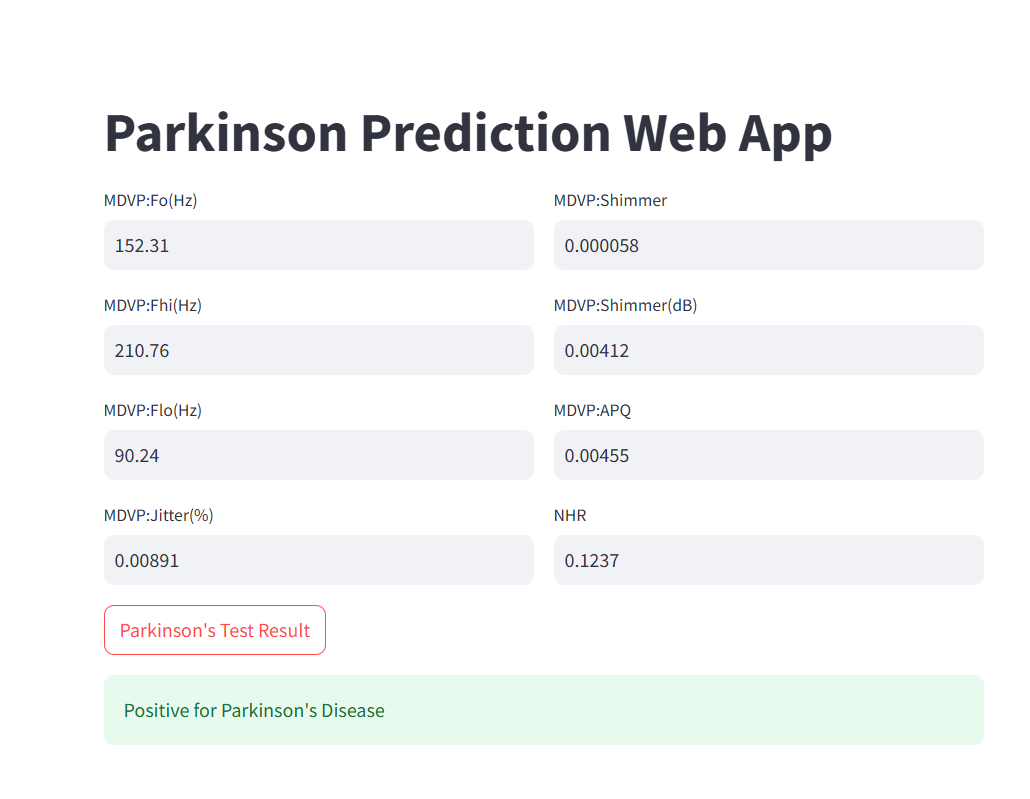 Parkinson Prediction Web App
MDVP:Fo(Hz)
152.31
MDVP:Shimmer
0.000058
MDVP:Fhi(Hz)
210.76
MDVP:Shimmer(dB)
0.00412
MDVP:Flo(Hz)
90.24
MDVP:APQ
0.00455
MDVP:Jitter(%)
0.00891
NHR
0.1237
Parkinson's Test Result
Positive for Parkinson's Disease